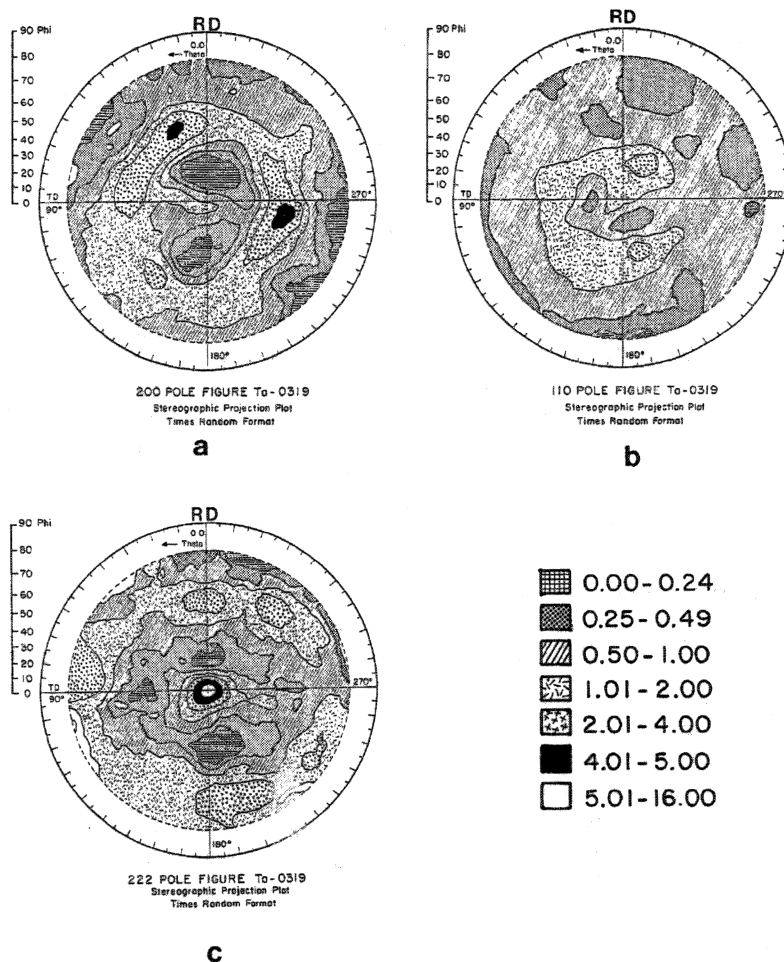 RD
90 Phi
80
70
60
50
40
30
20
10
0
0.0
← Theta
TD
90°
270°
180°
200 POLE FIGURE Ta-0319
Stereographic Projection Plot
Times Random Format
a
RD
90 Phi
80
70
60
50
40
30
20
10
0
0.0
← Theta
TD
90°
270°
180°
110 POLE FIGURE Ta-0319
Stereographic Projection Plot
Times Random Format
b
RD
90 Phi
80
70
60
50
40
30
20
10
0
0.0
← Theta
TD
90°
270°
180°
222 POLE FIGURE Ta-0319
Stereographic Projection Plot
Times Random Format
c
0.00-0.24
0.25-0.49
0.50-1.00
1.01-2.00
2.01-4.00
4.01-5.00
5.01-16.00